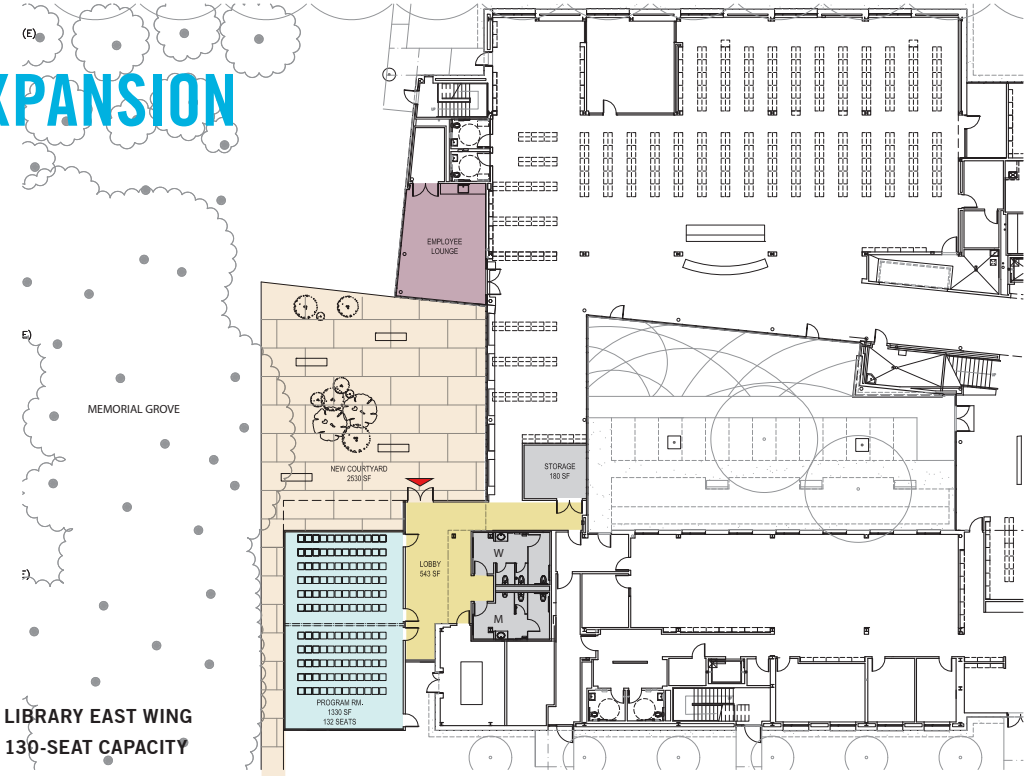 (E)
XPANSION
EMPLOYEE
LOUNGE
E)
MEMORIAL GROVE
NEW COURTYARD
2530 SF
STORAGE
180 SF
W
LOBBY
543 SF
E)
M
PROGRAM RM.
1330 SF
132 SEATS
LIBRARY EAST WING
130-SEAT CAPACITY